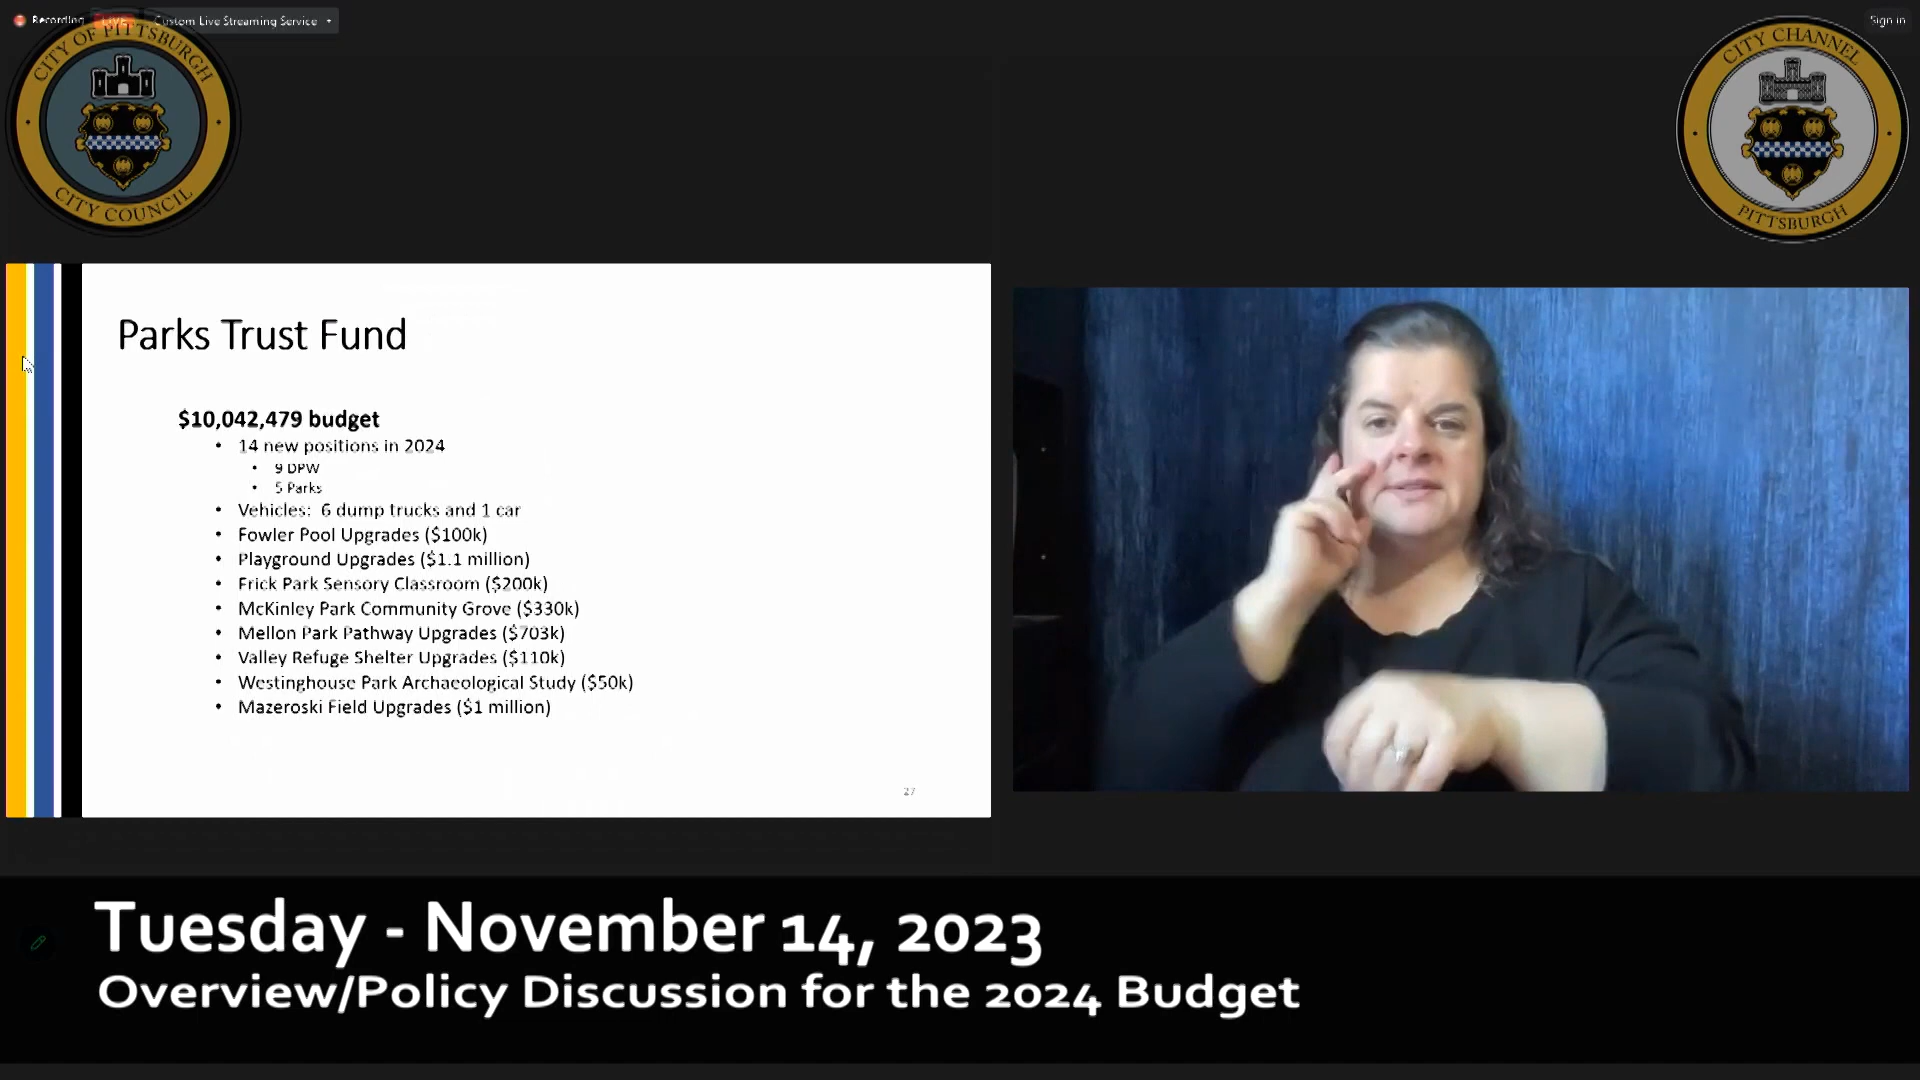 Recording
LIVE
Custom Live Streaming Service
Sign in
CITY OF PITTSBURGH
CITY COUNCIL
CITY CHANNEL
PITTSBURGH
Parks Trust Fund
$10,042,479 budget
• 14 new positions in 2024
• 9 DPW
• 5 Parks
• Vehicles: 6 dump trucks and 1 car
• Fowler Pool Upgrades ($100k)
• Playground Upgrades ($1.1 million)
• Frick Park Sensory Classroom ($200k)
• McKinley Park Community Grove ($330k)
• Mellon Park Pathway Upgrades ($703k)
• Valley Refuge Shelter Upgrades ($110k)
• Westinghouse Park Archaeological Study ($50k)
• Mazeroski Field Upgrades ($1 million)
27
Tuesday - November 14, 2023
Overview/Policy Discussion for the 2024 Budget